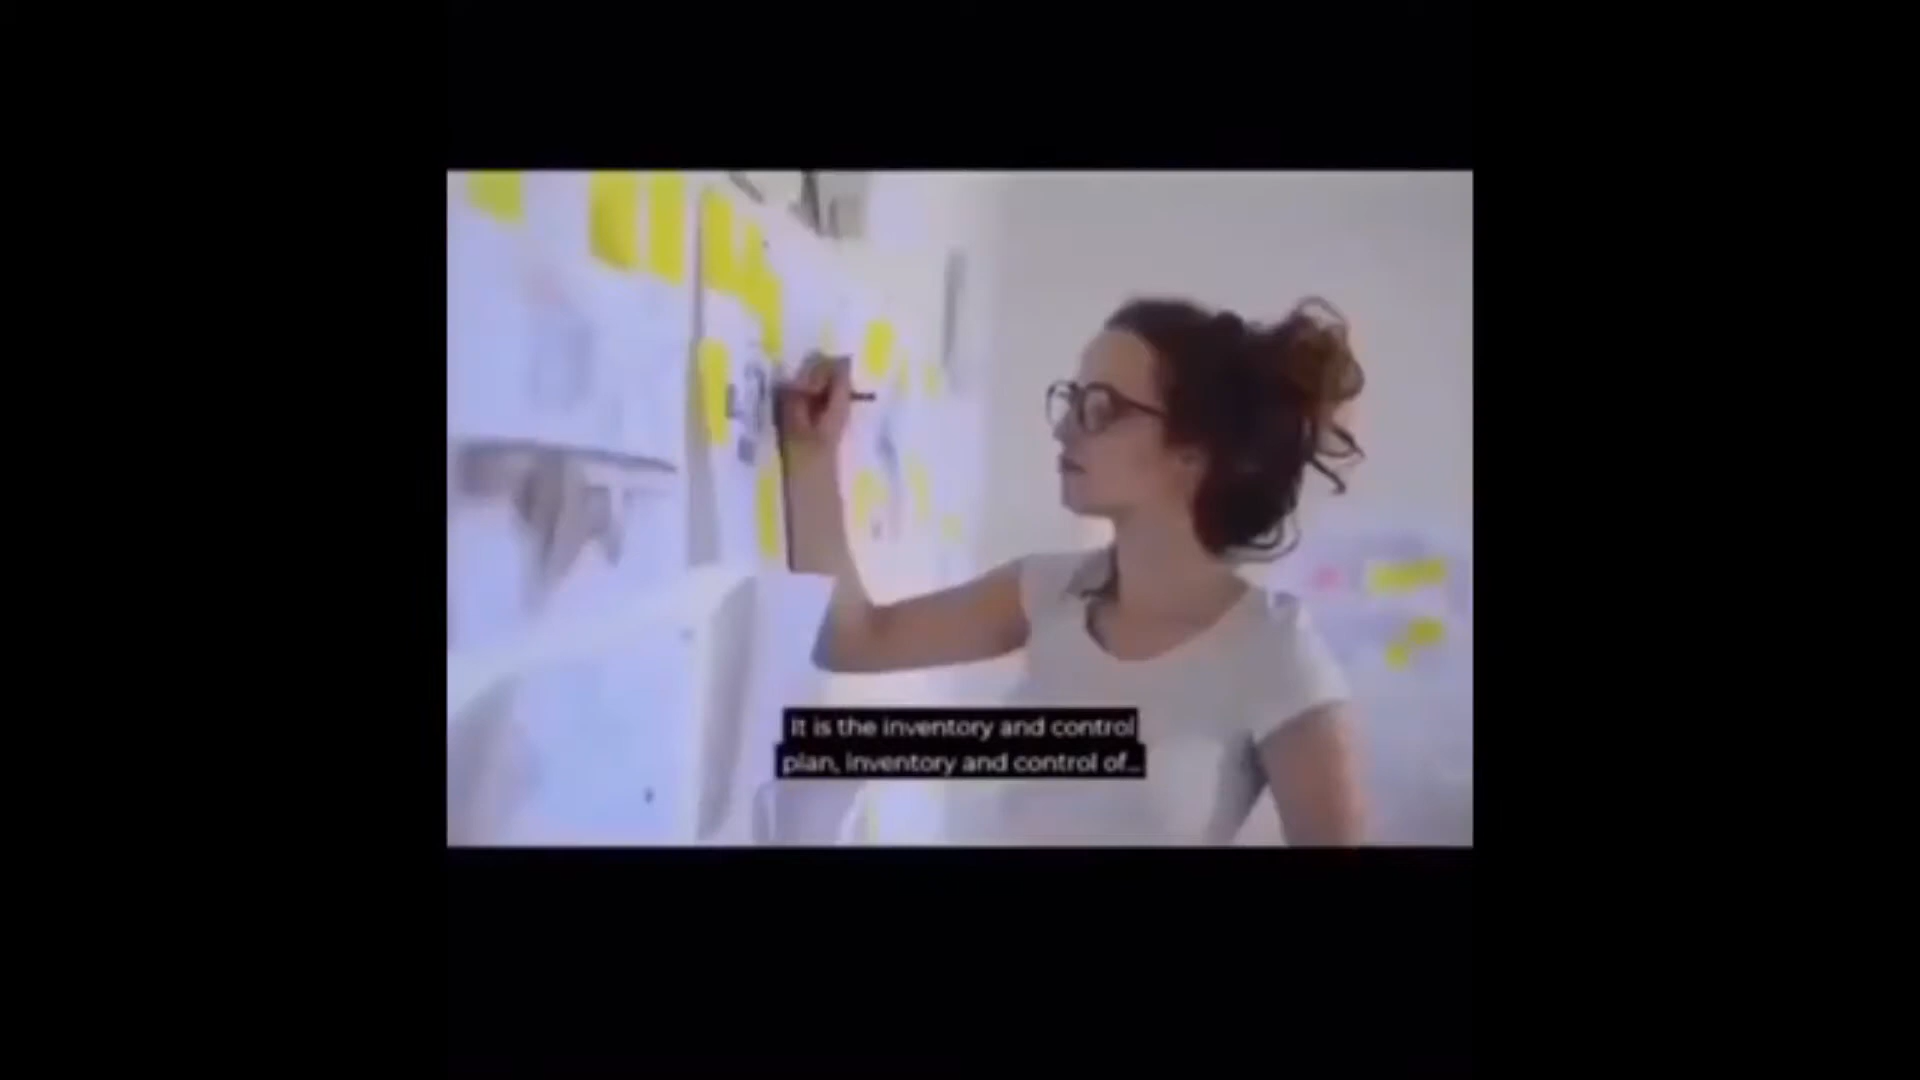 It is the inventory and control
plan, inventory and control of...